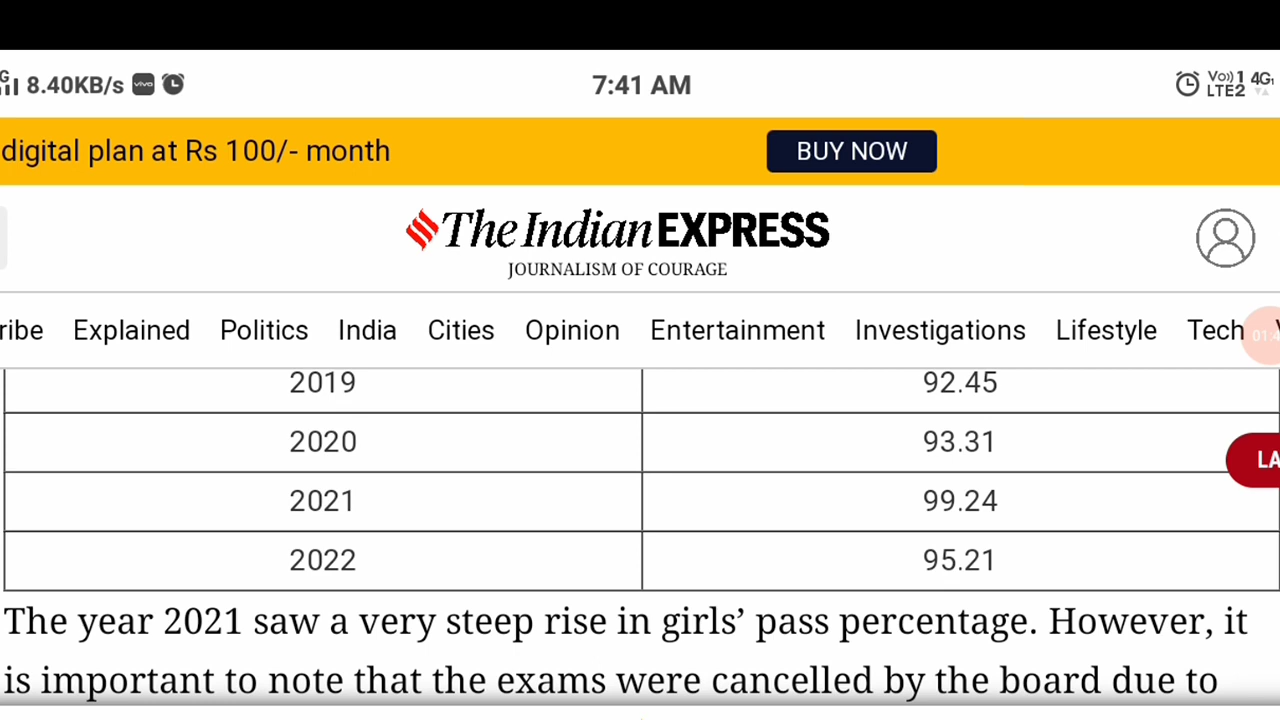 8.40KB/s vivo 7:41 AM Vo)) 1 4G
LTE2
digital plan at Rs 100/- month BUY NOW
The Indian EXPRESS
JOURNALISM OF COURAGE
ribe Explained Politics India Cities Opinion Entertainment Investigations Lifestyle Tech
2019 92.45
2020 93.31
2021 99.24
2022 95.21
LA
The year 2021 saw a very steep rise in girls’ pass percentage. However, it
is important to note that the exams were cancelled by the board due to